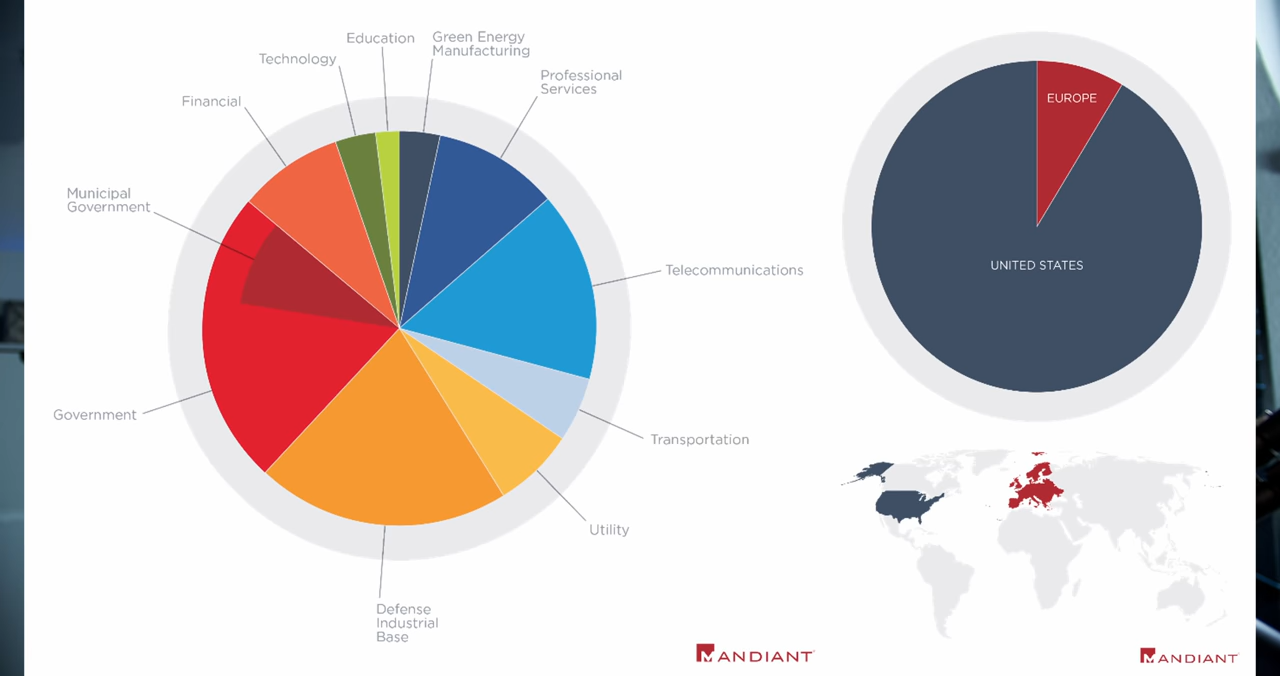 Education
Green Energy
Manufacturing
Technology
Professional
Services
Financial
Municipal
Government
Telecommunications
Government
Transportation
Utility
Defense
Industrial
Base
MANDIANT
EUROPE
UNITED STATES
MANDIANT